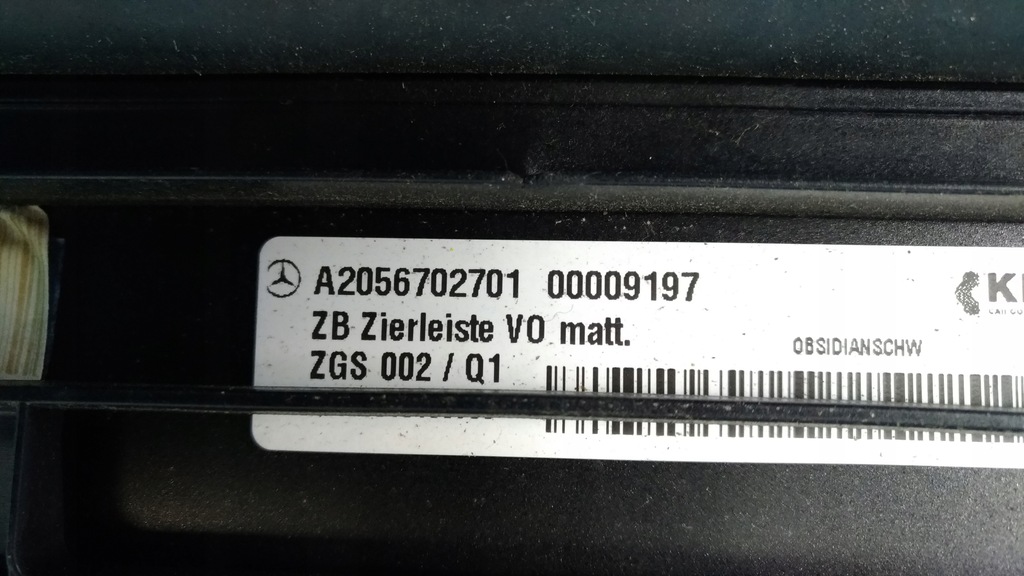 A2056702701 00009197
ZB Zierleiste VO matt.
OBSIDIANSCHW
ZGS 002 / Q1